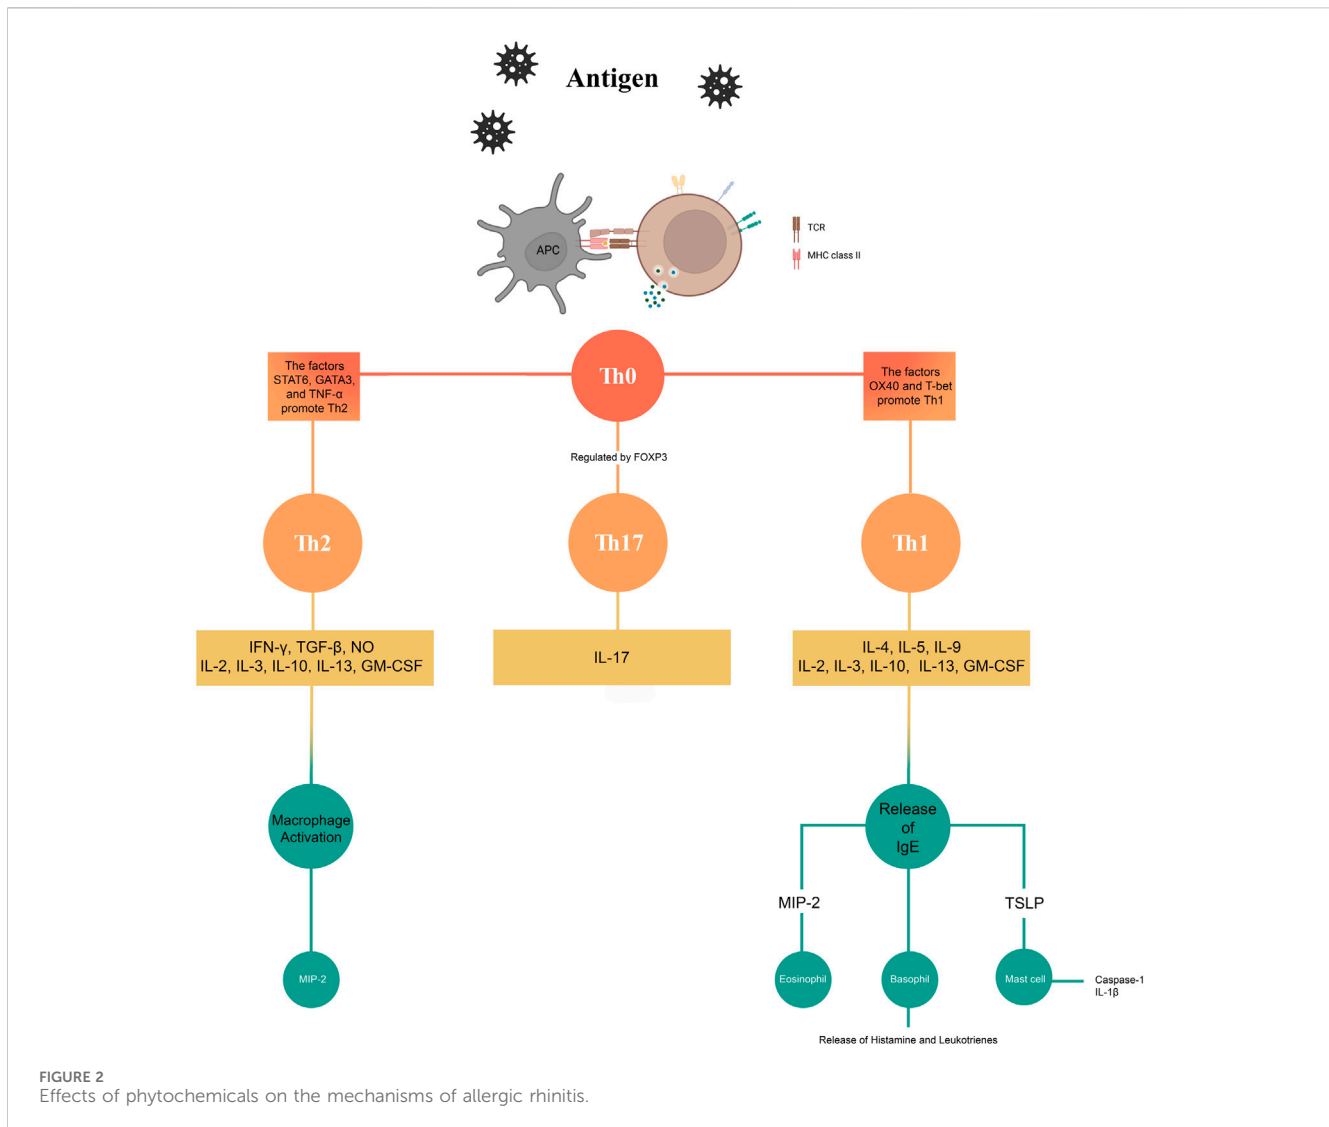 Antigen
APC
TCR
MHC class II
The factors
STAT6, GATA3,
and TNF-α
promote Th2
Th0
The factors
OX40 and T-bet
promote Th1
Regulated by FOXP3
Th2
Th17
Th1
IFN-γ, TGF-β, NO
IL-2, IL-3, IL-10, IL-13, GM-CSF
IL-17
IL-4, IL-5, IL-9
IL-2, IL-3, IL-10, IL-13, GM-CSF
Macrophage
Activation
Release
of
IgE
MIP-2
TSLP
MIP-2
Eosinophil
Basophil
Mast cell
Caspase-1
IL-1β
Release of Histamine and Leukotrienes
FIGURE 2
Effects of phytochemicals on the mechanisms of allergic rhinitis.